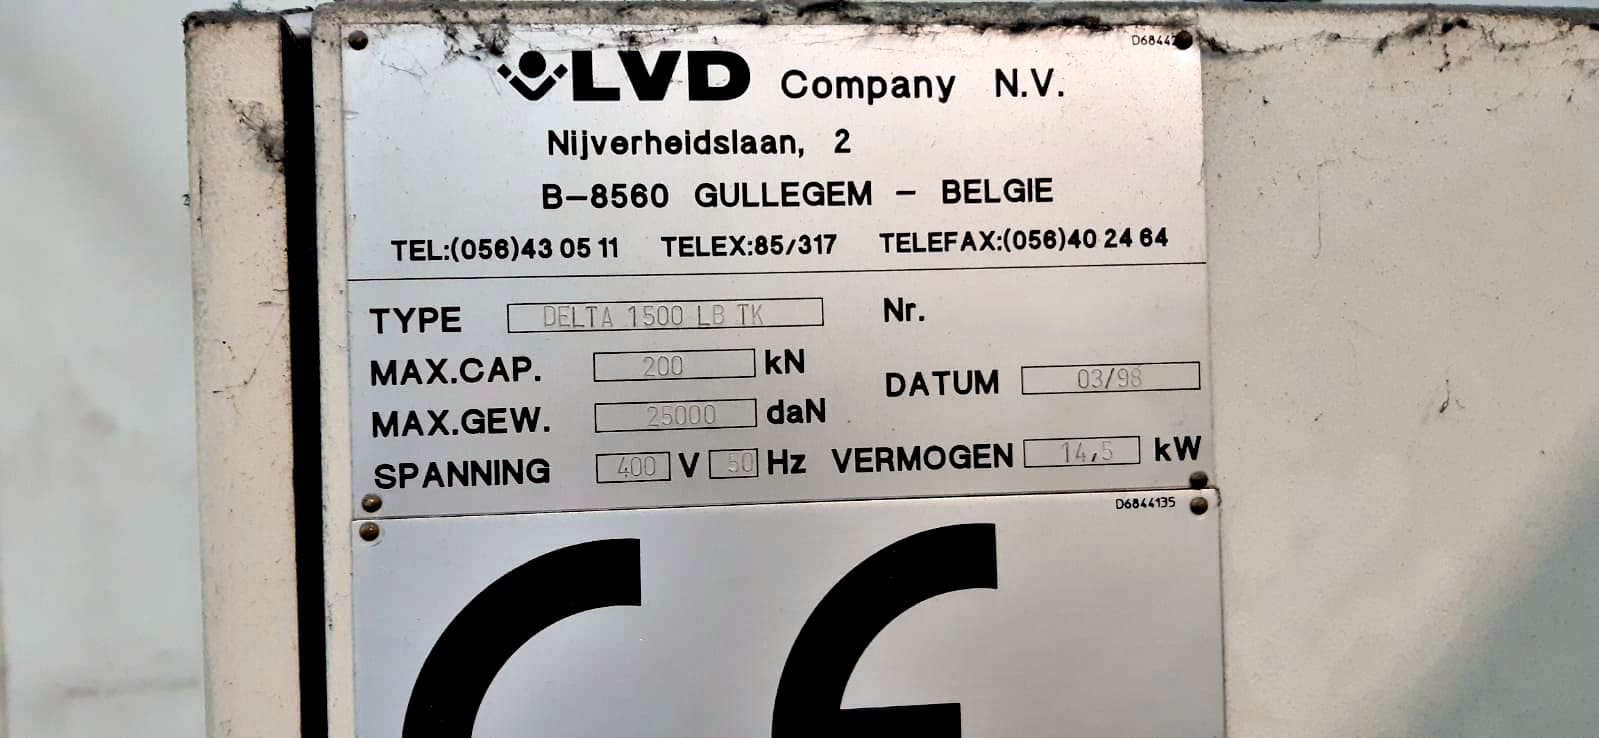 LVD Company N.V.
Nijverheidslaan, 2
B-8560 GULLEGEM - BELGIE
TEL:(056)43 05 11 TELEX:85/317 TELEFAX:(056)40 24 64
TYPE DELTA 1500 LB TK Nr.
MAX.CAP. 200 kN
DATUM 03/98
MAX.GEW. 25000 daN
SPANNING 400 V 50 Hz VERMOGEN 14,5 kW
D6844135
CE